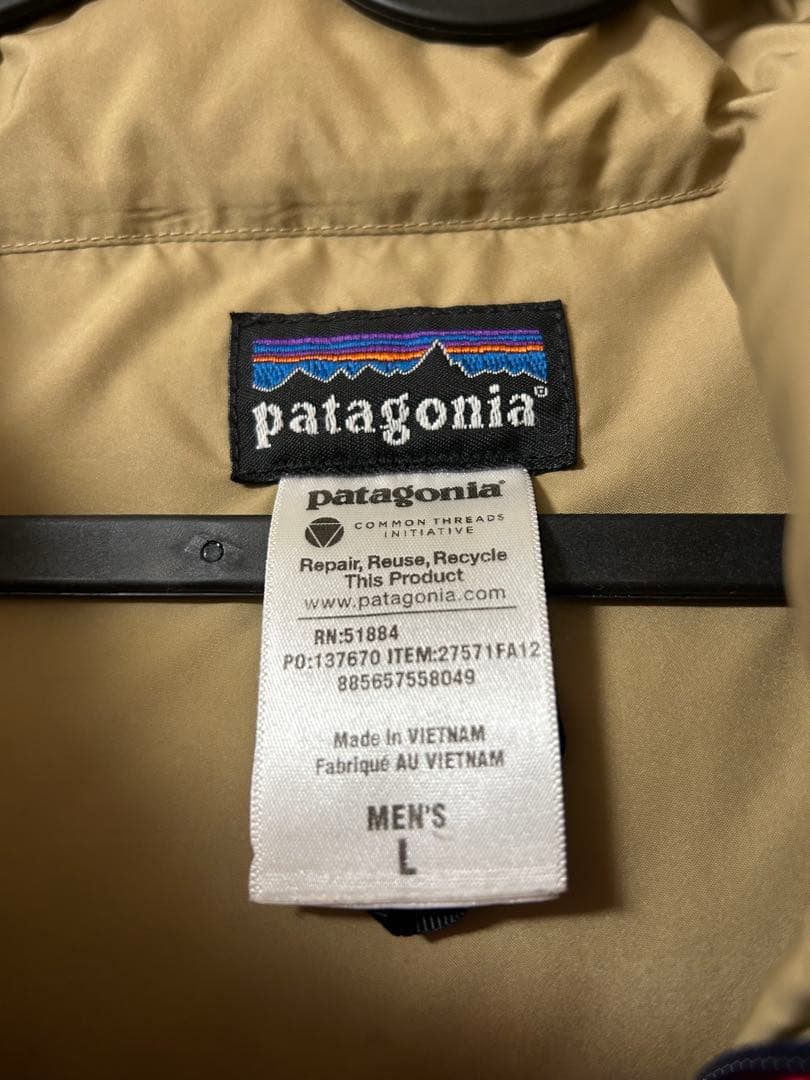 patagonia®
patagonia®
COMMON THREADS
INITIATIVE
Repair, Reuse, Recycle
This Product
www.patagonia.com
RN:51884
PO:137670 ITEM:27571FA12
885657558049
Made in VIETNAM
Fabriqué AU VIETNAM
MEN'S
L